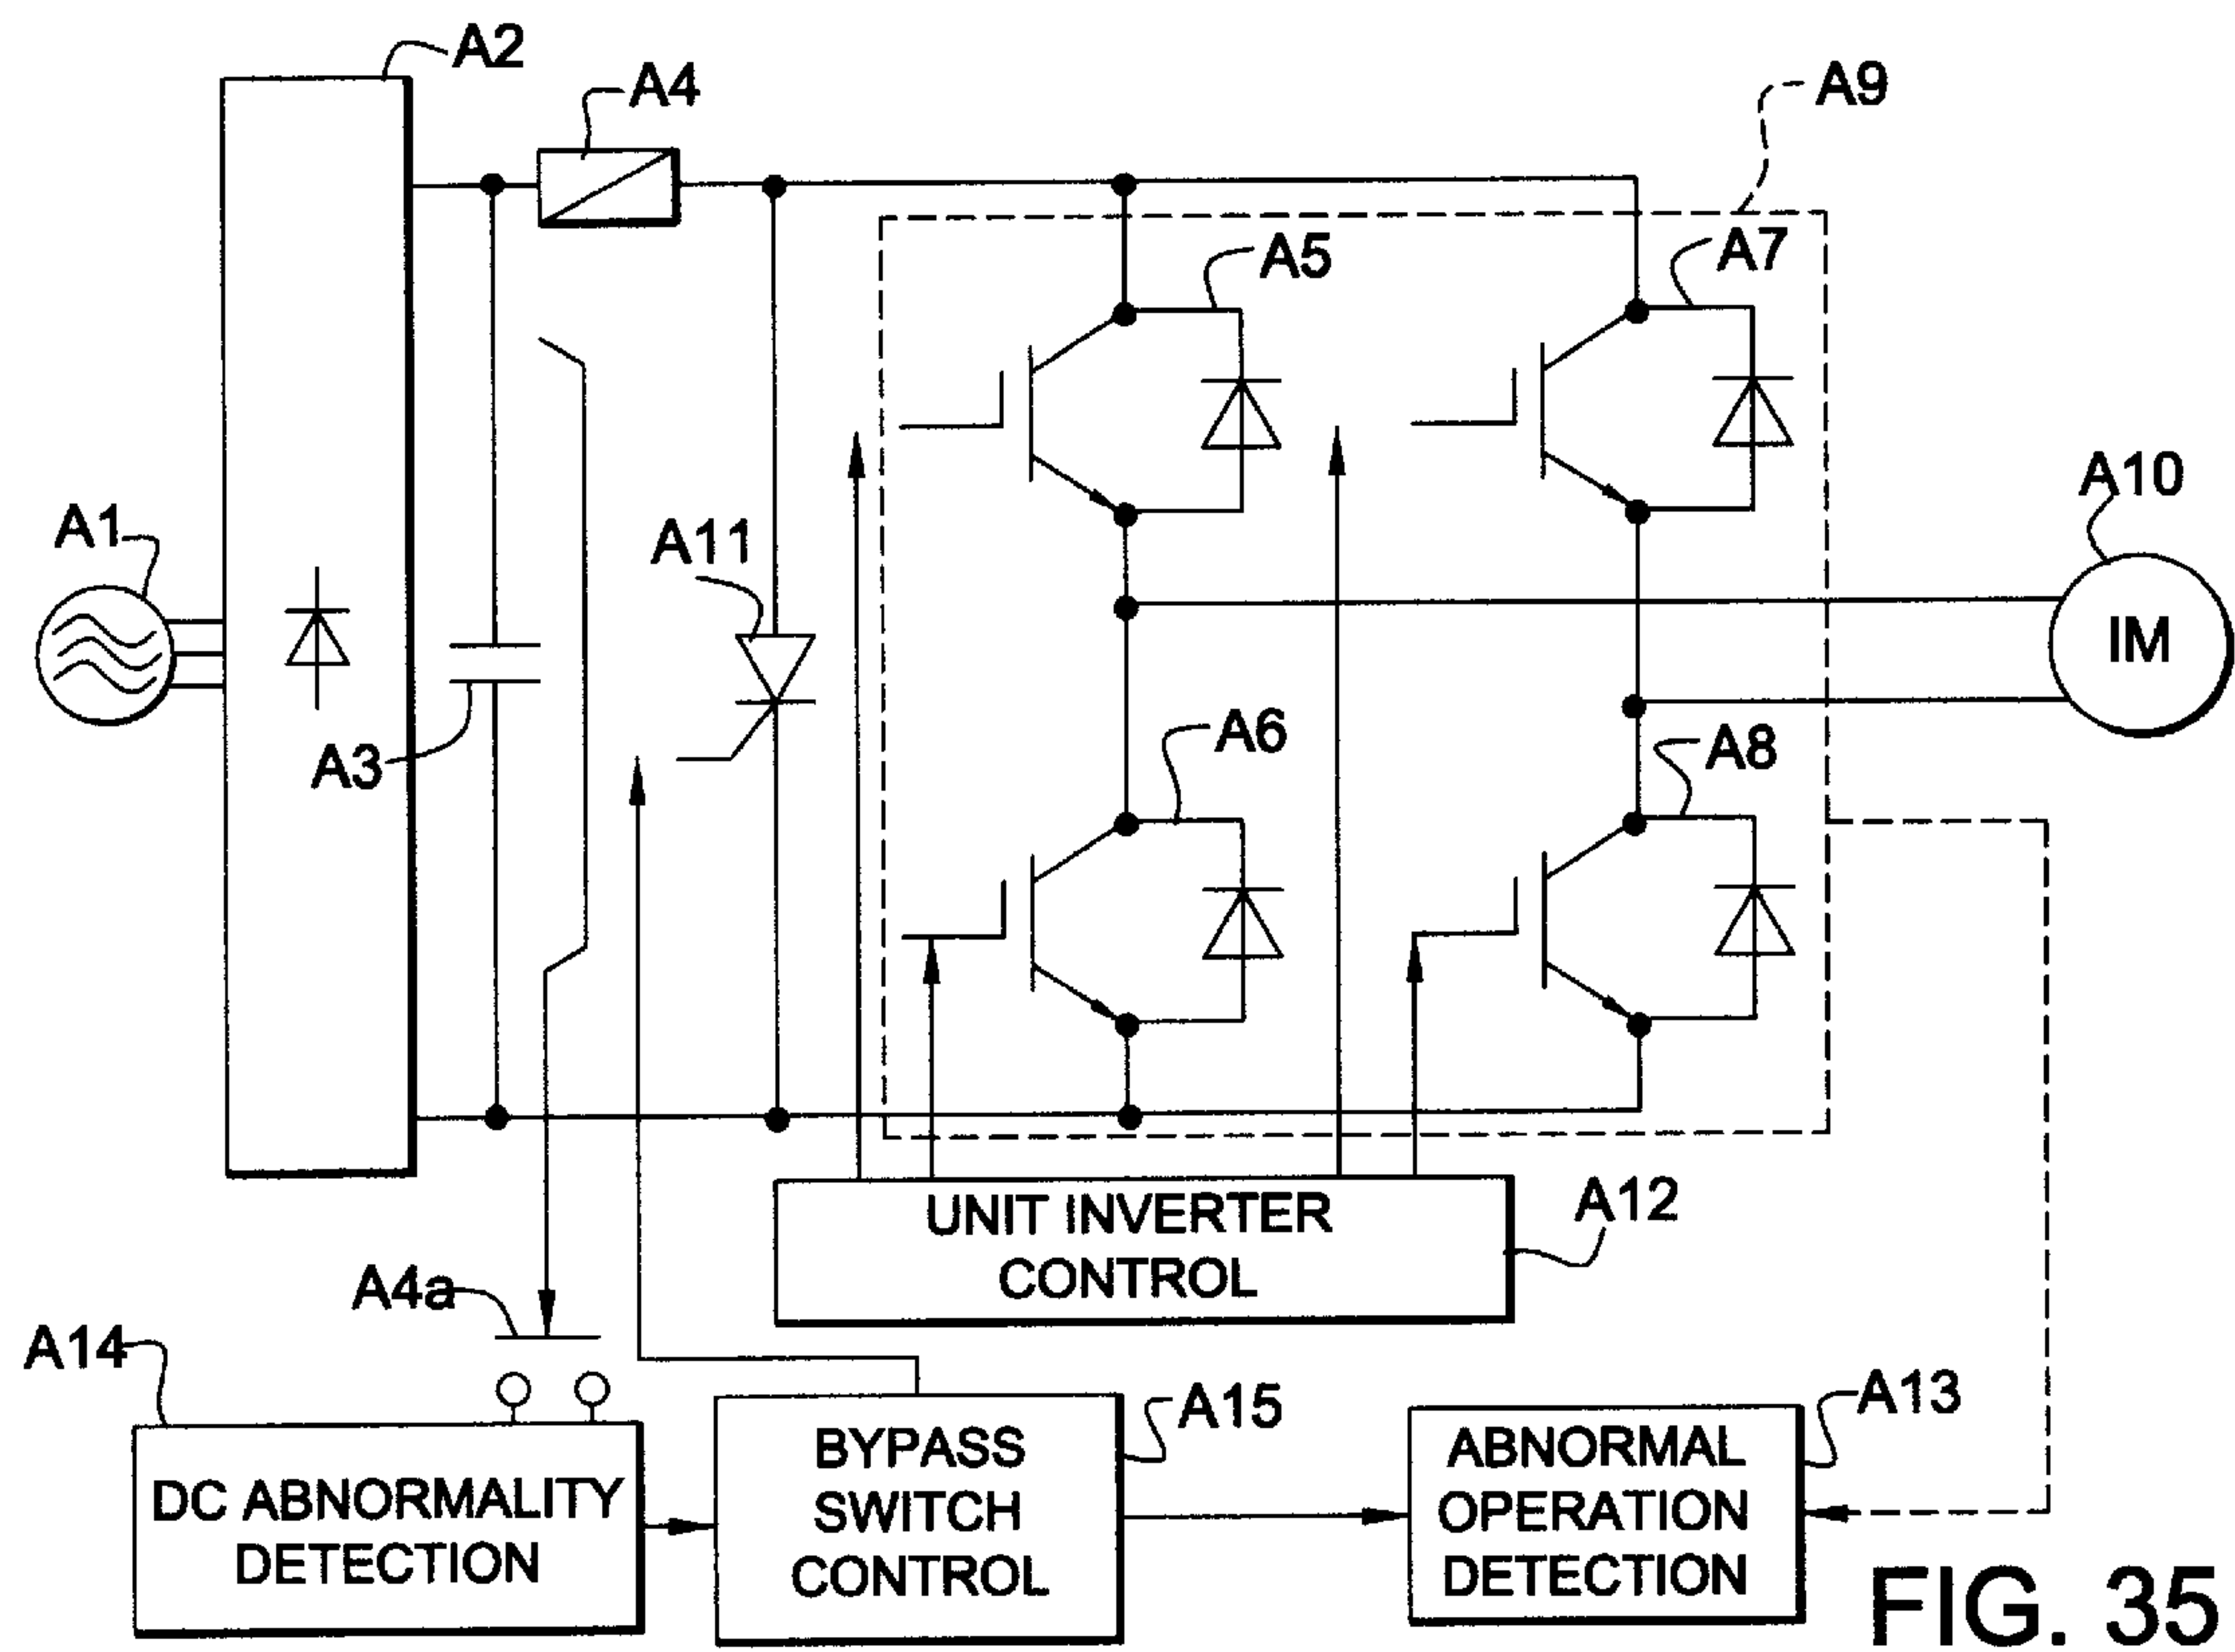 A2
A4
A9
A5
A7
A1
A11
A10
IM
A3
A6
A8
UNIT INVERTER
CONTROL
A12
A4a
A14
DC ABNORMALITY
DETECTION
BYPASS
SWITCH
CONTROL
A15
ABNORMAL
OPERATION
DETECTION
A13
FIG. 35